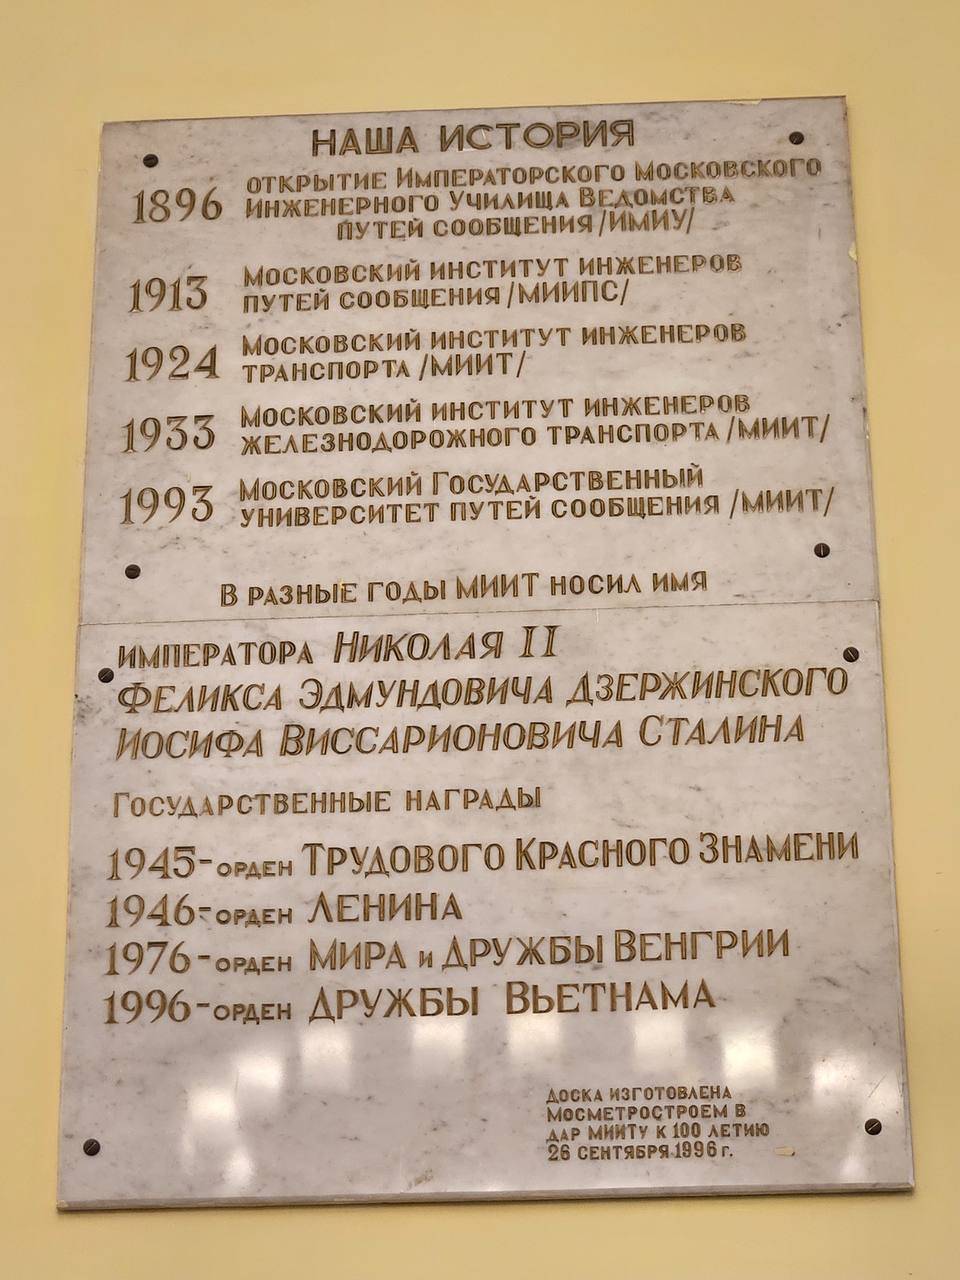 НАША ИСТОРИЯ
1896 ОТКРЫТИЕ ИМПЕРАТОРСКОГО МОСКОВСКОГО
ИНЖЕНЕРНОГО УЧИЛИЩА ВЕДОМСТВА
ПУТЕЙ СООБЩЕНИЯ /ИМИУ/
1913 МОСКОВСКИЙ ИНСТИТУТ ИНЖЕНЕРОВ
ПУТЕЙ СООБЩЕНИЯ /МИИПС/
1924 МОСКОВСКИЙ ИНСТИТУТ ИНЖЕНЕРОВ
ТРАНСПОРТА /МИИТ/
1933 МОСКОВСКИЙ ИНСТИТУТ ИНЖЕНЕРОВ
ЖЕЛЕЗНОДОРОЖНОГО ТРАНСПОРТА /МИИТ/
1993 МОСКОВСКИЙ ГОСУДАРСТВЕННЫЙ
УНИВЕРСИТЕТ ПУТЕЙ СООБЩЕНИЯ /МИИТ/
В РАЗНЫЕ ГОДЫ МИИТ НОСИЛ ИМЯ
ИМПЕРАТОРА НИКОЛАЯ II
ФЕЛИКСА ЭДМУНДОВИЧА ДЗЕРЖИНСКОГО
ИОСИФА ВИССАРИОНОВИЧА СТАЛИНА
ГОСУДАРСТВЕННЫЕ НАГРАДЫ
1945-ОРДЕН ТРУДОВОГО КРАСНОГО ЗНАМЕНИ
1946-ОРДЕН ЛЕНИНА
1976-ОРДЕН МИРА и ДРУЖБЫ ВЕНГРИИ
1996-ОРДЕН ДРУЖБЫ ВЬЕТНАМА
ДОСКА ИЗГОТОВЛЕНА
МОСМЕТРОСТРОЕМ В
ДАР МИИТУ К 100 ЛЕТИЮ
26 СЕНТЯБРЯ 1996 г.